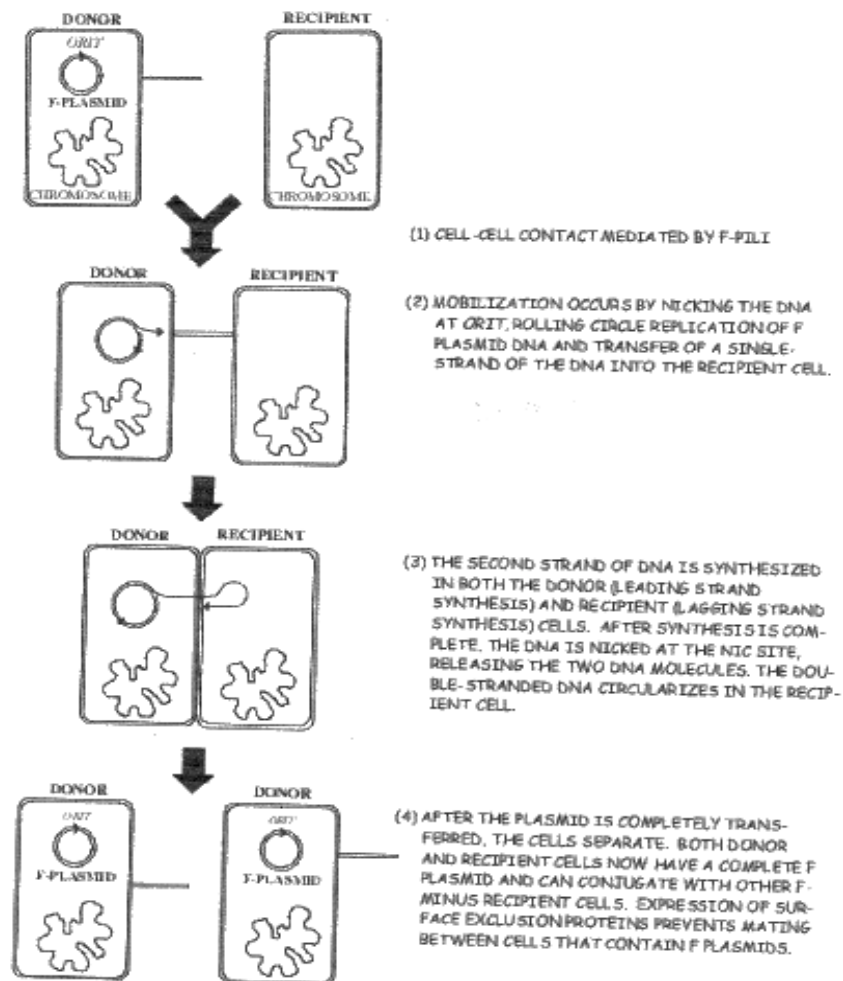 DONOR
RECIPIENT
ORIT
F-PLASMID
CHROMOSOME
CHROMOSOME
(1) CELL-CELL CONTACT MEDIATED BY F-PILI
DONOR
RECIPIENT
(2) MOBILIZATION OCCURS BY NICKING THE DNA
AT ORIT, ROLLING CIRCLE REPLICATION OF F
PLASMID DNA AND TRANSFER OF A SINGLE-
STRAND OF THE DNA INTO THE RECIPIENT CELL.
DONOR
RECIPIENT
(3) THE SECOND STRAND OF DNA IS SYNTHESIZED
IN BOTH THE DONOR (LEADING STRAND
SYNTHESIS) AND RECIPIENT (LAGGING STRAND
SYNTHESIS) CELLS. AFTER SYNTHESIS IS COM-
PLETE, THE DNA IS NICKED AT THE NIC SITE,
RELEASING THE TWO DNA MOLECULES. THE DOU-
BLE-STRANDED DNA CIRCULARIZES IN THE RECIP-
IENT CELL.
DONOR
DONOR
ORIT
F-PLASMID
ORIT
F-PLASMID
(4) AFTER THE PLASMID IS COMPLETELY TRANS-
FERRED, THE CELLS SEPARATE. BOTH DONOR
AND RECIPIENT CELLS NOW HAVE A COMPLETE F
PLASMID AND CAN CONJUGATE WITH OTHER F-
MINUS RECIPIENT CELLS. EXPRESSION OF SUR-
FACE EXCLUSION PROTEINS PREVENTS MATING
BETWEEN CELLS THAT CONTAIN F PLASMIDS.